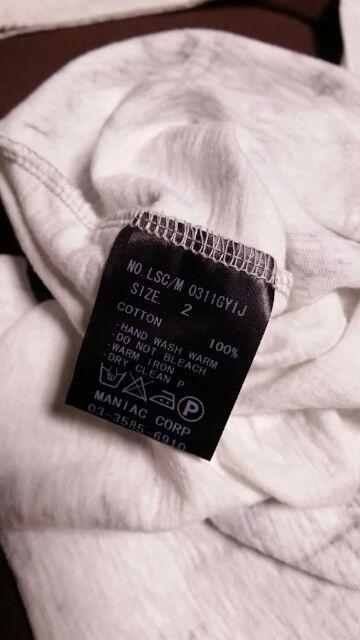 NO. LSC/M 0311GYIJ
SIZE 2
COTTON 100%
·HAND WASH WARM
·DO NOT BLEACH
·WARM IRON
·DRY CLEAN P
P
MANIAC CORP
03-3585-6910